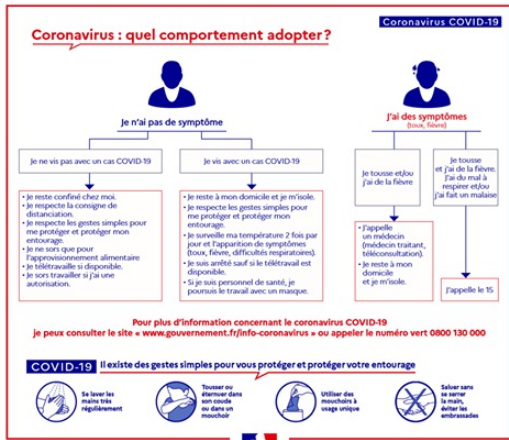 Coronavirus COVID-19
Coronavirus : quel comportement adopter ?
Je n'ai pas de symptôme
J'ai des symptômes
(toux, fièvre)
Je ne vis pas avec un cas COVID-19
• Je reste confiné chez moi.
• Je respecte la consigne de
distanciation.
• Je respecte les gestes simples pour
me protéger et protéger mon
entourage.
• Je ne sors que pour
l'approvisionnement alimentaire
• Je télétravaille si disponible.
• Je sors travailler si j'ai une
autorisation.
Je vis avec un cas COVID-19
• Je reste à mon domicile et je m'isole.
• Je respecte les gestes simples pour
me protéger et protéger mon
entourage.
• Je surveille ma température 2 fois par
jour et l'apparition de symptômes
(toux, fièvre, difficultés respiratoires).
• Je suis arrêté sauf si le télétravail est
disponible.
• Si je suis personnel de santé, je
poursuis le travail avec un masque.
Je tousse et/ou
j'ai de la fièvre
• J'appelle
un médecin
(médecin traitant,
téléconsultation).
• Je reste à mon
domicile
et je m'isole.
Je tousse
et j'ai de la fièvre.
J'ai du mal à
respirer et/ou
j'ai fait un malaise
J'appelle le 15
Pour plus d'information concernant le coronavirus COVID-19
je peux consulter le site « www.gouvernement.fr/info-coronavirus » ou appeler le numéro vert 0800 130 000
COVID-19 Il existe des gestes simples pour vous protéger et protéger votre entourage
Se laver les
mains très
régulièrement
Tousser ou
éternuer dans
son coude
ou dans un
mouchoir
Utiliser des
mouchoirs à
usage unique
Saluer sans
se serrer
la main,
éviter les
embrassades